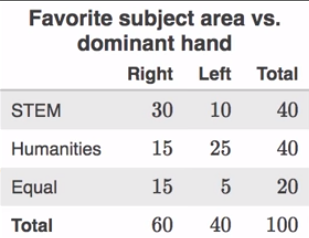 Favorite subject area vs.
dominant hand
Right Left Total
STEM 30 10 40
Humanities 15 25 40
Equal 15 5 20
Total 60 40 100